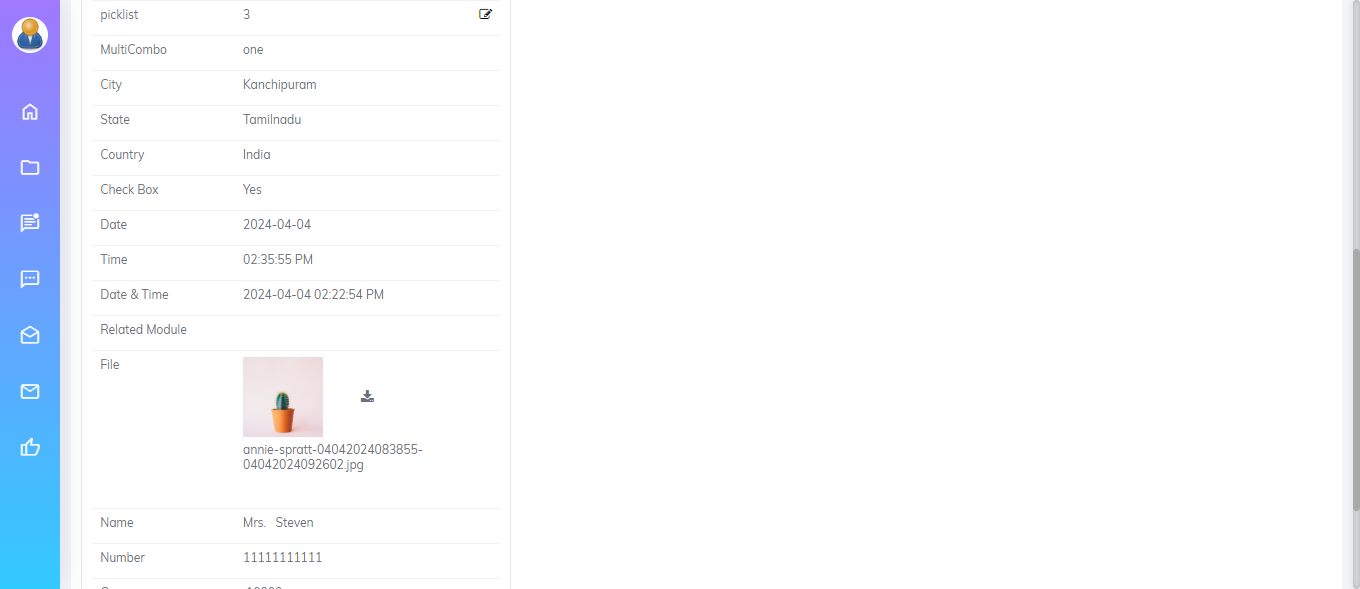 picklist 3
MultiCombo one
City Kanchipuram
State Tamilnadu
Country India
Check Box Yes
Date 2024-04-04
Time 02:35:55 PM
Date & Time 2024-04-04 02:22:54 PM
Related Module
File
annie-spratt-04042024083855-
04042024092602.jpg
Name Mrs. Steven
Number 11111111111